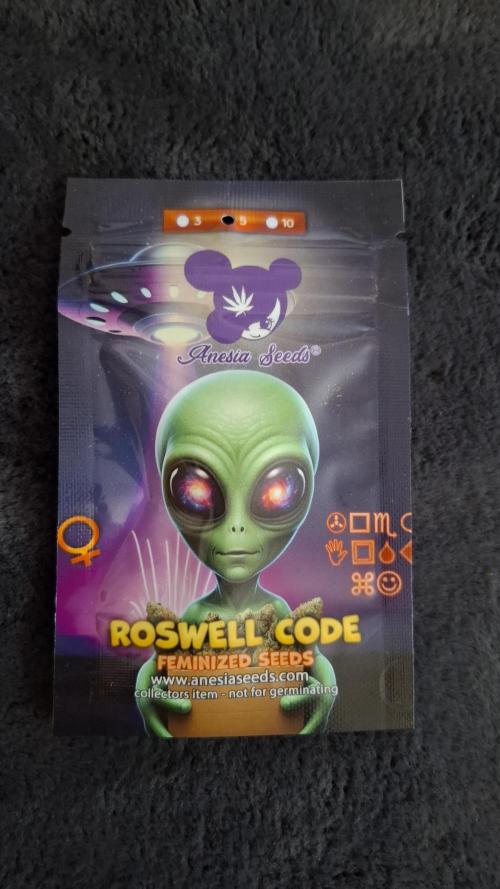 3 5 10
Anesia Seeds®
ROSWELL CODE
FEMINIZED SEEDS
www.anesiaseeds.com
collectors item - not for germinating